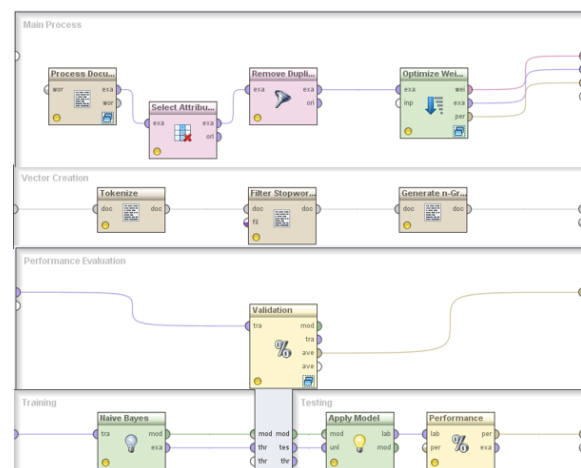 Main Process
Process Docu...
wor exa
wor
Select Attribu...
exa exa
ori
Remove Dupli...
exa exa
ori
Optimize Wei...
exa wei
inp exa
per
Vector Creation
Tokenize
doc doc
Filter Stopwor...
doc doc
fil
Generate n-Gr...
doc doc
Performance Evaluation
Validation
tra mod
tra
ave
ave
Training
Testing
Naive Bayes
tra mod
exa
mod mod
thr tes
thr thr
Apply Model
mod lab
unl mod
Performance
lab per
per exa